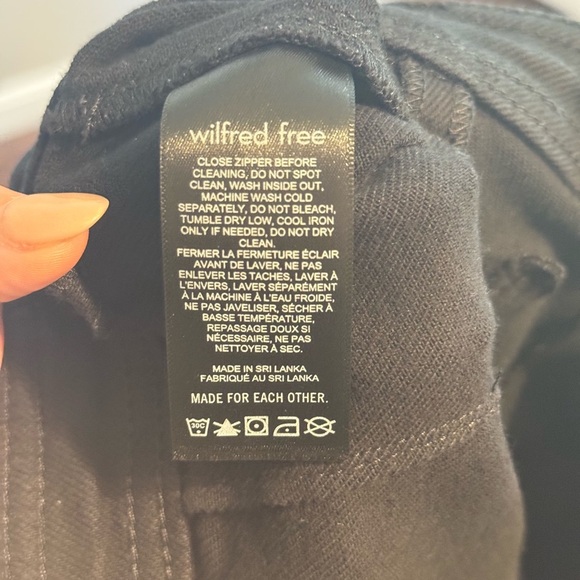 wilfred free
CLOSE ZIPPER BEFORE
CLEANING, DO NOT SPOT
CLEAN, WASH INSIDE OUT,
MACHINE WASH COLD
SEPARATELY, DO NOT BLEACH,
TUMBLE DRY LOW, COOL IRON
ONLY IF NEEDED, DO NOT DRY
CLEAN.
FERMER LA FERMETURE ÉCLAIR
AVANT DE LAVER, NE PAS
ENLEVER LES TACHES, LAVER À
L'ENVERS, LAVER SÉPARÉMENT
À LA MACHINE À L'EAU FROIDE,
NE PAS JAVELISER, SÉCHER À
BASSE TEMPÉRATURE,
REPASSAGE DOUX SI
NÉCESSAIRE, NE PAS
NETTOYER À SEC.
MADE IN SRI LANKA
FABRIQUÉ AU SRI LANKA
MADE FOR EACH OTHER.
30C